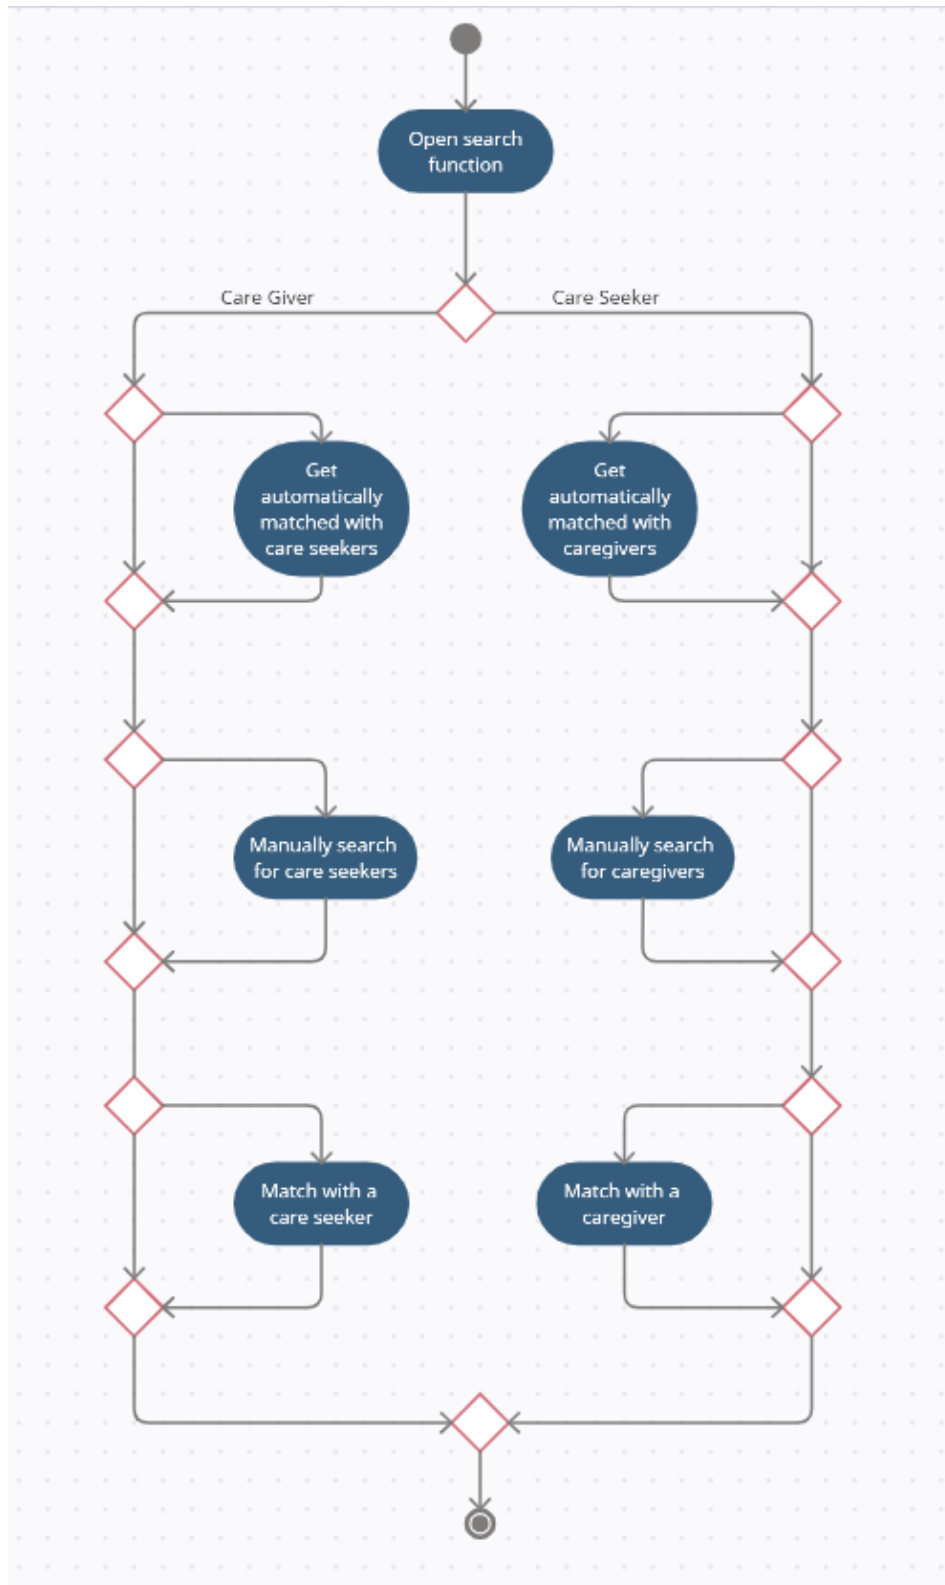 Open search
function
Care Giver
Care Seeker
Get
automatically
matched with
care seekers
Get
automatically
matched with
caregivers
Manually search
for care seekers
Manually search
for caregivers
Match with a
care seeker
Match with a
caregiver